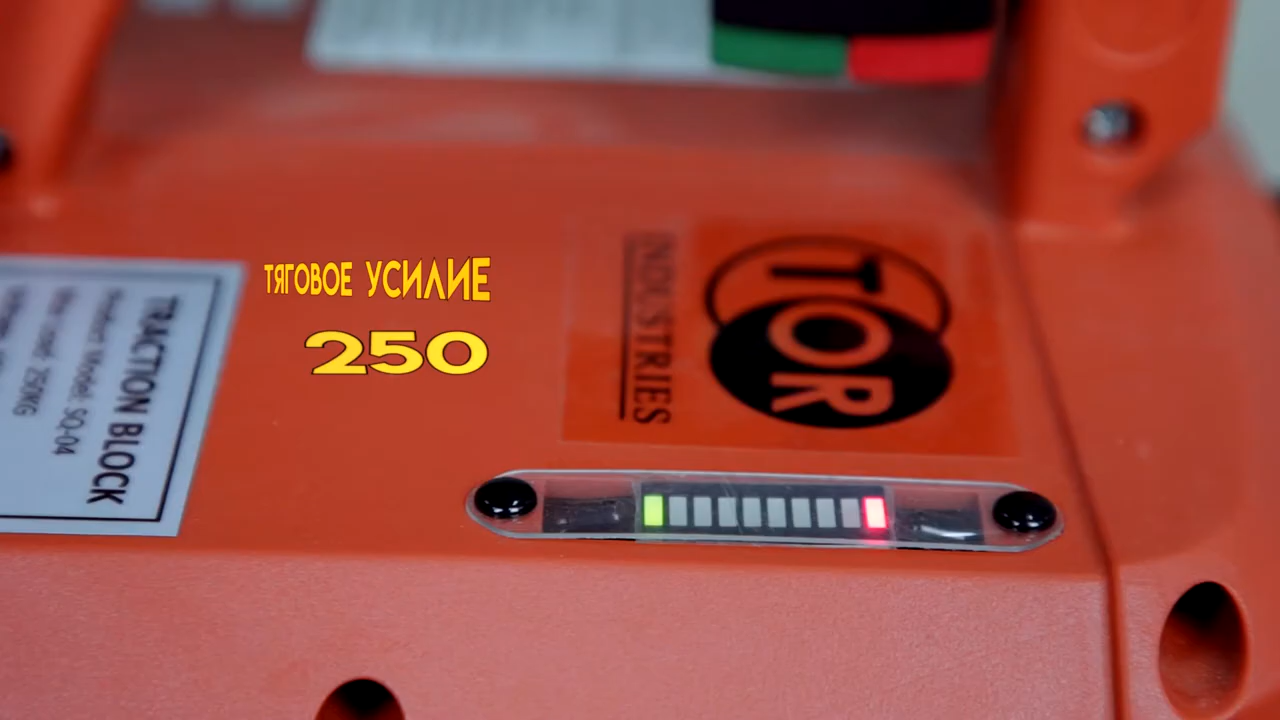 ТЯГОВОЕ УСИЛИЕ
250
TOR
INDUSTRIES
TRACTION BLOCK
Product Model: SQ-04
250KG